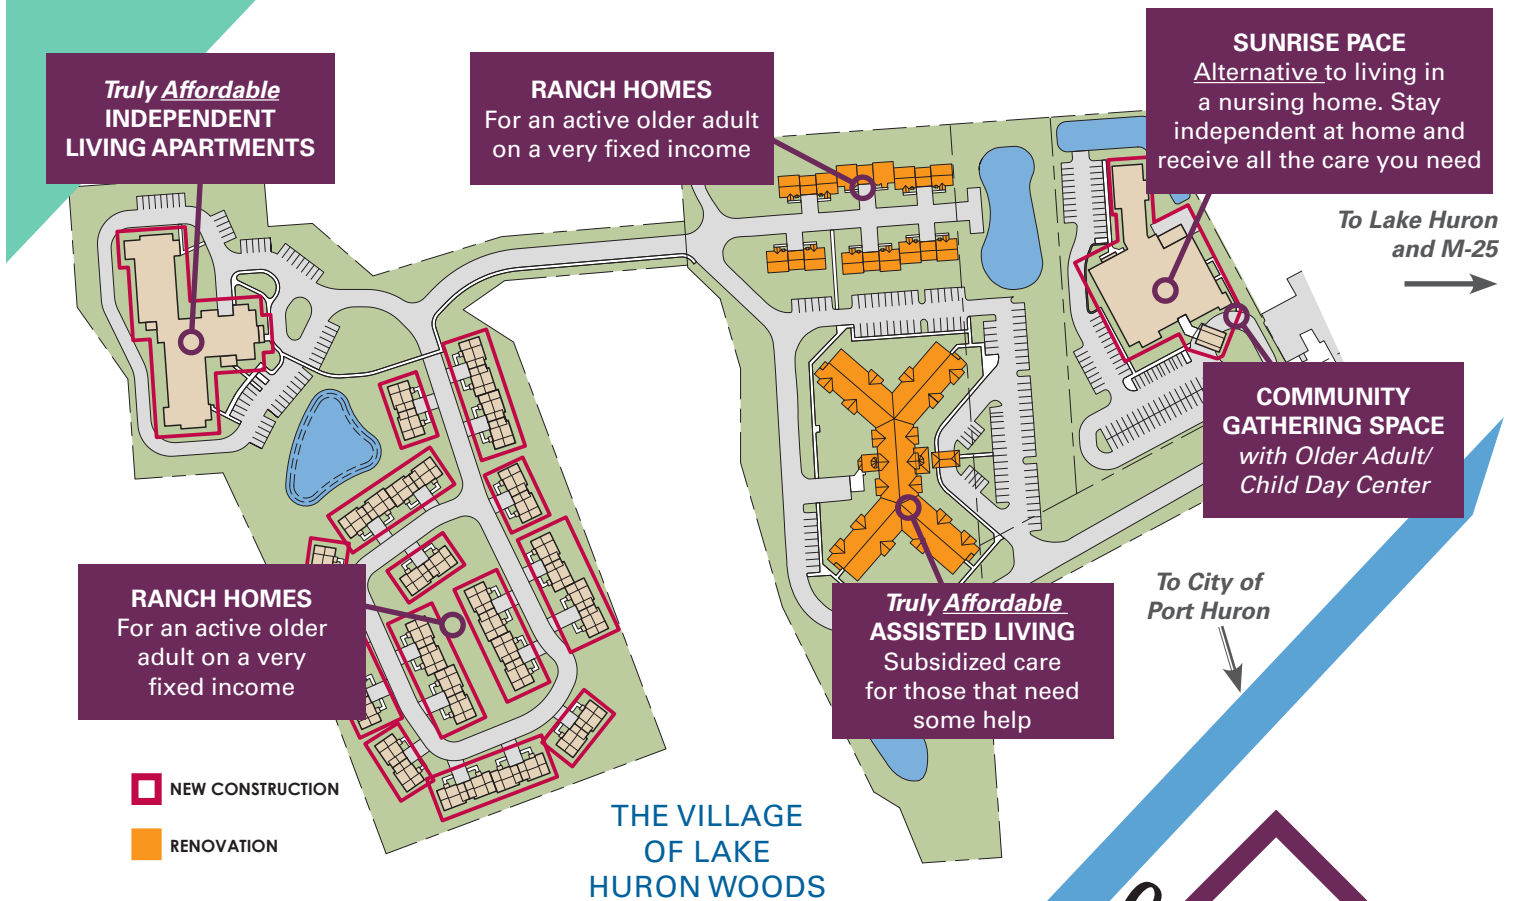 Truly Affordable
INDEPENDENT
LIVING APARTMENTS
RANCH HOMES
For an active older adult
on a very fixed income
SUNRISE PACE
Alternative to living in
a nursing home. Stay
independent at home and
receive all the care you need
To Lake Huron
and M-25
COMMUNITY
GATHERING SPACE
with Older Adult/
Child Day Center
To City of
Port Huron
RANCH HOMES
For an active older
adult on a very
fixed income
Truly Affordable
ASSISTED LIVING
Subsidized care
for those that need
some help
NEW CONSTRUCTION
RENOVATION
THE VILLAGE
OF LAKE
HURON WOODS